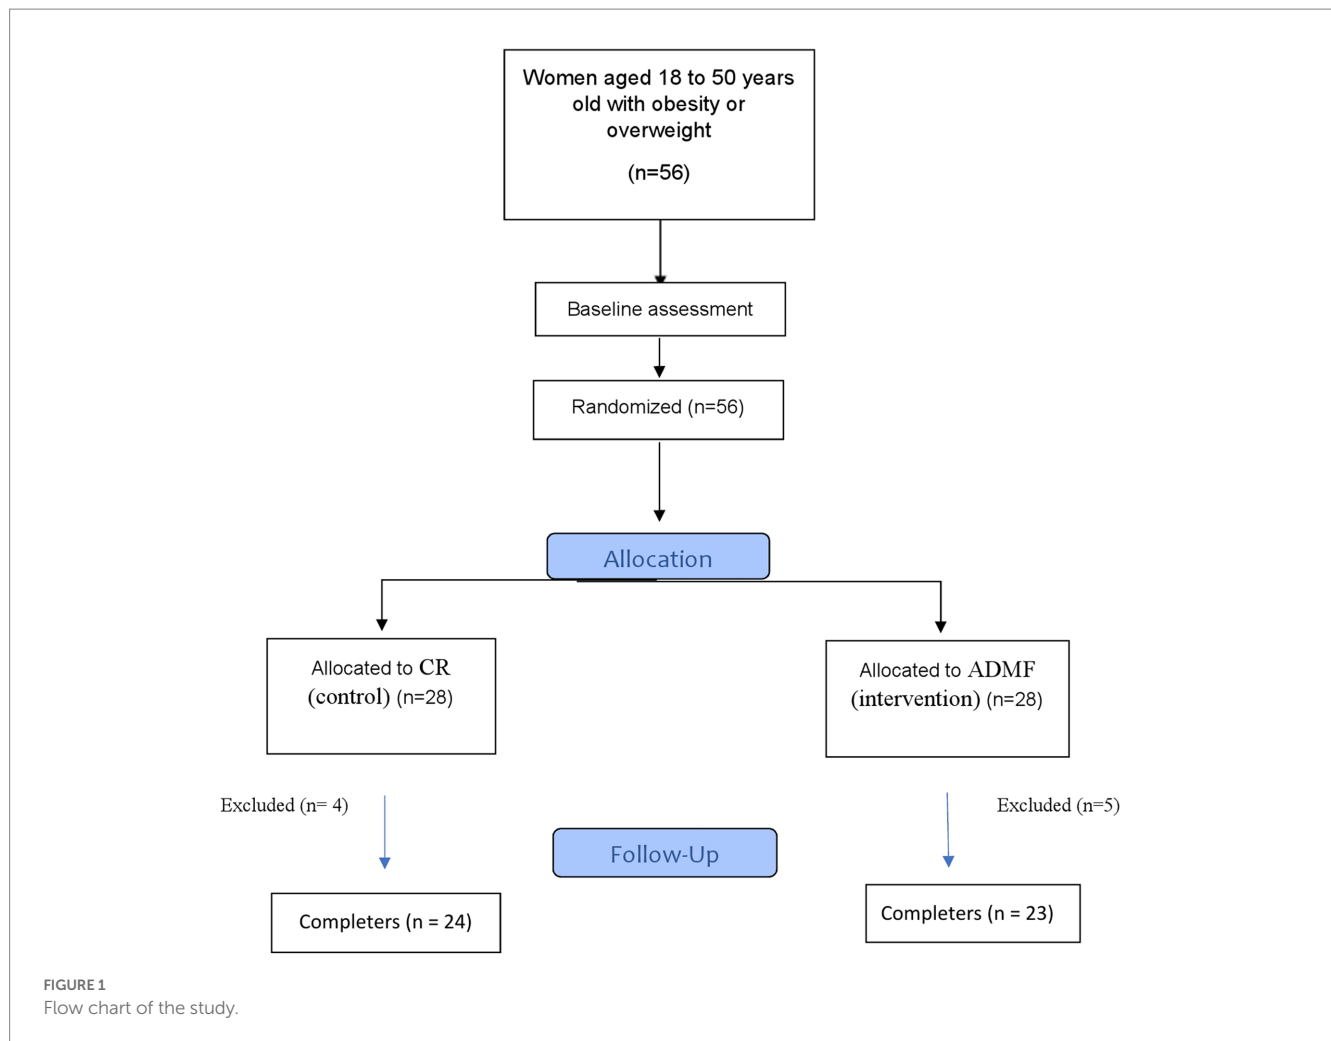 Women aged 18 to 50 years
old with obesity or
overweight
(n=56)
Baseline assessment
Randomized (n=56)
Allocation
Allocated to CR
(control) (n=28)
Allocated to ADMF
(intervention) (n=28)
Excluded (n= 4)
Excluded (n=5)
Follow-Up
Completers (n = 24)
Completers (n = 23)
FIGURE 1
Flow chart of the study.